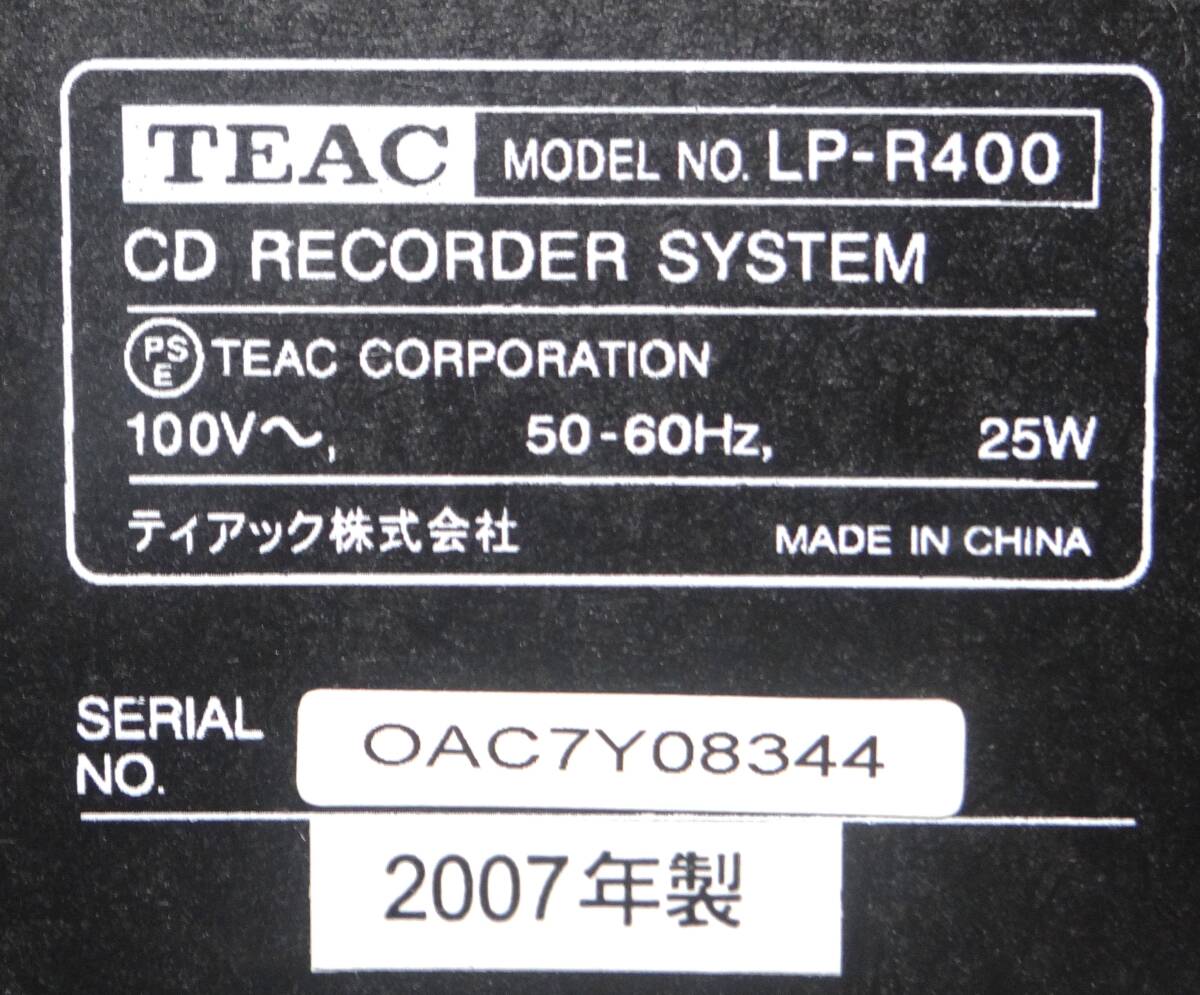 TEAC MODEL NO. LP-R400
CD RECORDER SYSTEM
PS
E
TEAC CORPORATION
100V～, 50-60Hz, 25W
ティアック株式会社 MADE IN CHINA
SERIAL
NO.
OAC7Y08344
2007年製